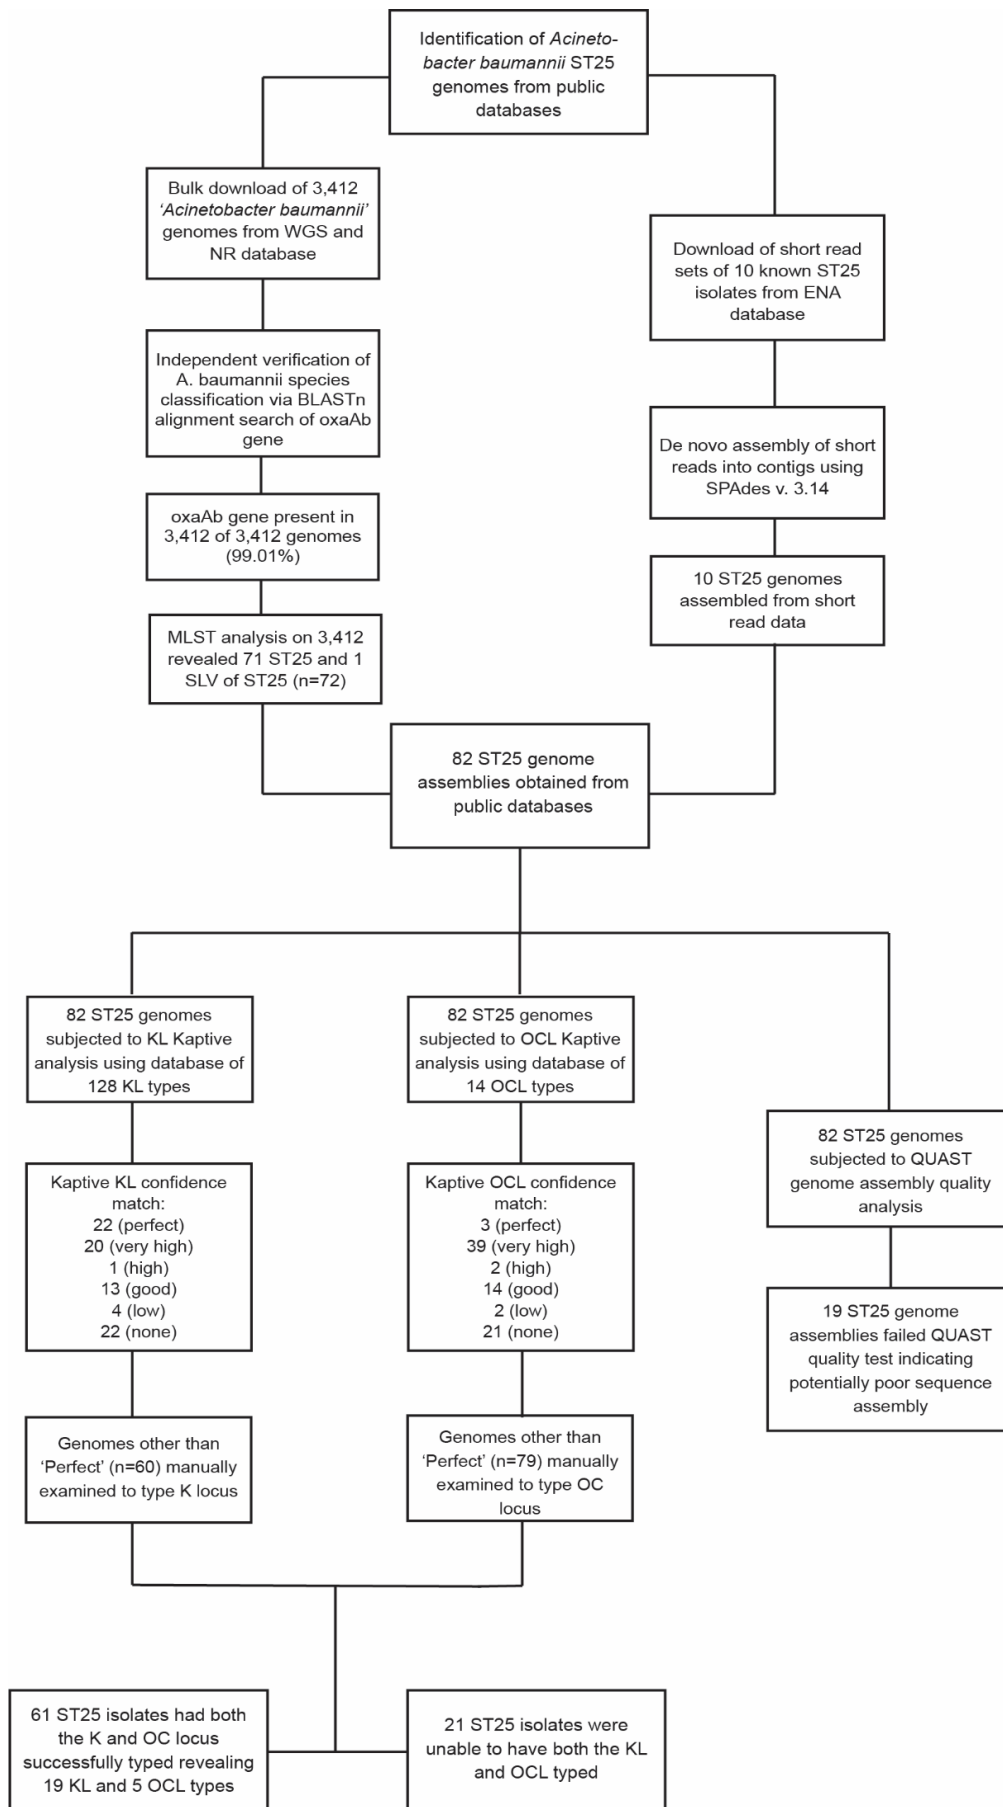 Identification of Acineto-
bacter baumannii ST25
genomes from public
databases
Bulk download of 3,412
‘Acinetobacter baumannii’
genomes from WGS and
NR database
Independent verification of
A. baumannii species
classification via BLASTn
alignment search of oxaAb
gene
oxaAb gene present in
3,412 of 3,412 genomes
(99.01%)
MLST analysis on 3,412
revealed 71 ST25 and 1
SLV of ST25 (n=72)
Download of short read
sets of 10 known ST25
isolates from ENA
database
De novo assembly of short
reads into contigs using
SPAdes v. 3.14
10 ST25 genomes
assembled from short
read data
82 ST25 genome
assemblies obtained from
public databases
82 ST25 genomes
subjected to KL Kaptive
analysis using database of
128 KL types
Kaptive KL confidence
match:
22 (perfect)
20 (very high)
1 (high)
13 (good)
4 (low)
22 (none)
Genomes other than
‘Perfect’ (n=60) manually
examined to type K locus
82 ST25 genomes
subjected to OCL Kaptive
analysis using database of
14 OCL types
Kaptive OCL confidence
match:
3 (perfect)
39 (very high)
2 (high)
14 (good)
2 (low)
21 (none)
Genomes other than
‘Perfect’ (n=79) manually
examined to type OC
locus
82 ST25 genomes
subjected to QUAST
genome assembly quality
analysis
19 ST25 genome
assemblies failed QUAST
quality test indicating
potentially poor sequence
assembly
61 ST25 isolates had both
the K and OC locus
successfully typed revealing
19 KL and 5 OCL types
21 ST25 isolates were
unable to have both the KL
and OCL typed